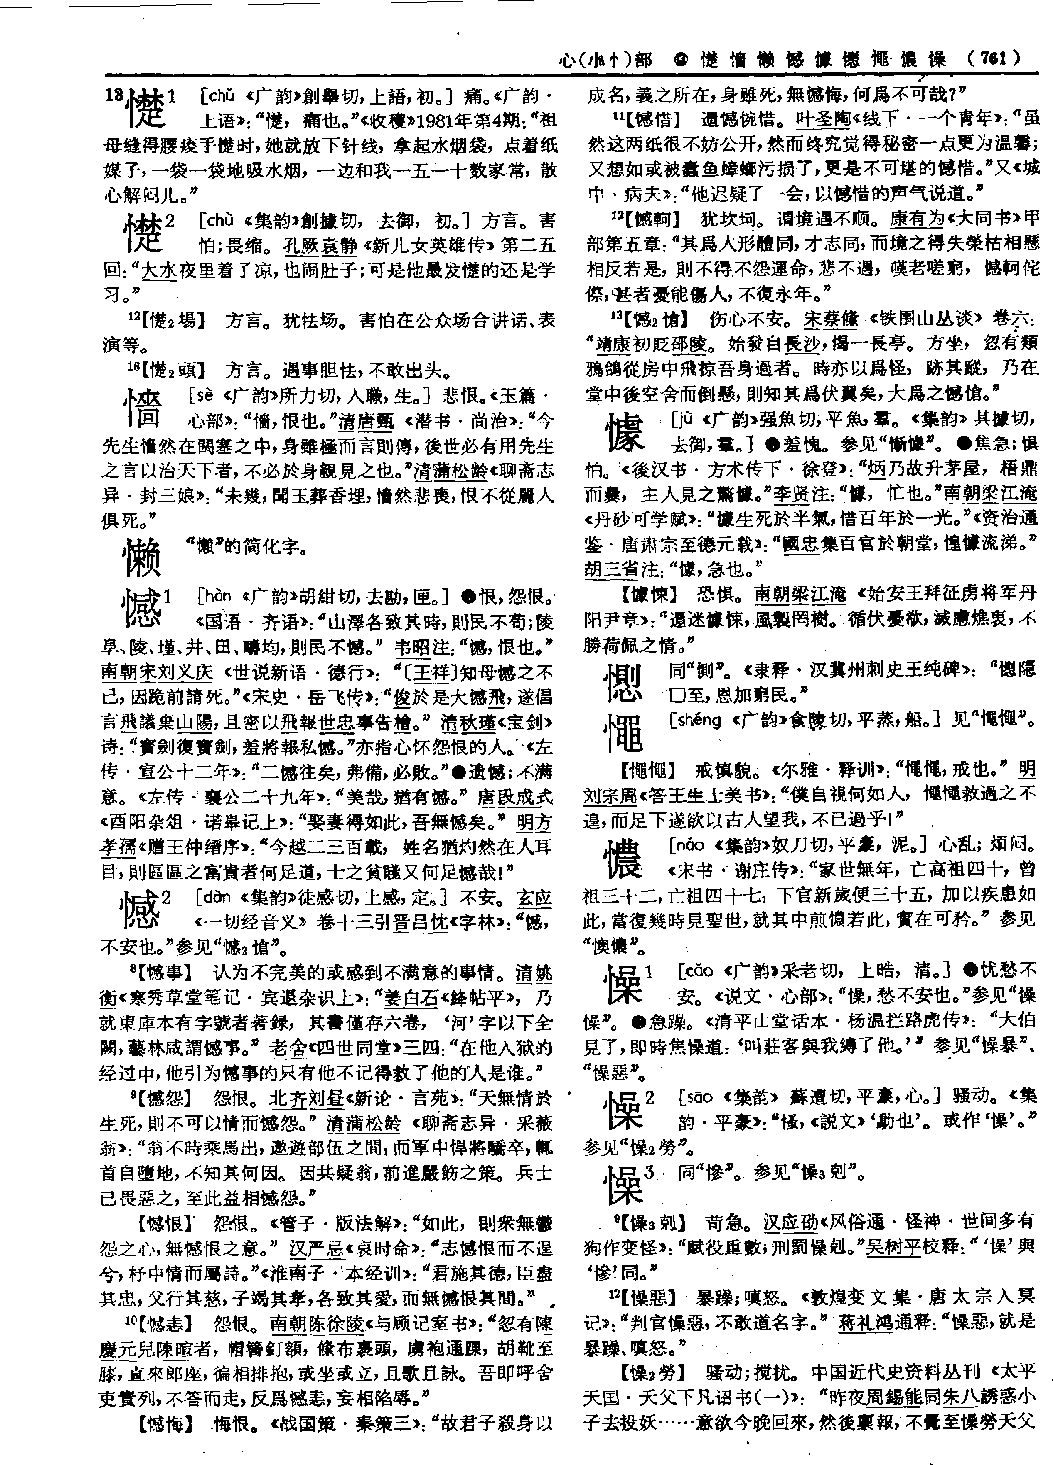 心(小忄)部 憷 懎 懒 憾 懅 憽 憴 憹 懆 (761)
13憷1 [chǔ 《广韵》創舉切,上語,初。] 痛。《广韵·
上语》:“憷,痛也。”《收穫》1981年第4期:“祖
母缝得腰痠手憷时,她就放下针线,拿起水烟袋,点着纸
媒子,一袋一袋地吸水烟,一边和我一五一十数家常,散
心解闷儿。”
憷2 [chù 《集韵》創據切,去御,初。] 方言。害
怕;畏缩。孔厥袁静《新儿女英雄传》第二五
回:“大水夜里着了凉,也闹肚子;可是他最发憷的还是学
习。”
12【憷2場】 方言。犹怯场。害怕在公众场合讲话、表
演等。
16【憷2頭】 方言。遇事胆怯,不敢出头。
懎 [sè 《广韵》所力切,入職,生。] 悲恨。《玉篇·
心部》:“懎,恨也。”清唐甄《潜书·尚治》:“今
先生懎然在閎塞之中,身雖極而言則傳,後世必有用先生
之言以治天下者,不必於身親見之也。”清蒲松龄《聊斋志
异·封三娘》:“未幾,聞玉葬香埋,懎然悲喪,恨不從麗人
俱死。”
懒 “懶”的简化字。
憾1 [hàn 《广韵》胡紺切,去勘,匣。] ❶恨,怨恨。
《国语·齐语》:“山澤各致其時,則民不苟;陵
阜、陵、墐、井、田、疇均,則民不憾。”韦昭注:“憾,恨也。”
南朝宋刘义庆《世说新语·德行》:“〔王祥〕知母憾之不
已,因跪前請死。”《宋史·岳飞传》:“俊於是大憾飛,遂倡
言飛議棄山陽,且密以飛報世忠事告檜。”清秋瑾《宝剑》
诗:“寶劍復寶劍,羞將報私憾。”亦指心怀怨恨的人。《左
传·宣公十二年》:“二憾往矣,弗備,必敗。”❷遗憾;不满
意。《左传·襄公二十九年》:“美哉,猶有憾。”唐段成式
《酉阳杂俎·诺皋记上》:“娶妻得如此,吾無憾矣。”明方
孝孺《赠王仲缙序》:“今越二三百載,姓名猶灼然在人耳
目,則區區之富貴者何足道,士之貧賤又何足憾哉!”
憾2 [dàn 《集韵》徒感切,上感,定。] 不安。玄应
《一切经音义》卷十三引晋吕忱《字林》:“憾,
不安也。”参见“憾2愴”。
8【憾事】 认为不完美的或感到不满意的事情。清姚
衡《寒秀草堂笔记·宾退杂识上》:“姜白石《絳帖平》,乃
就東庫本有字號者著録,其書僅存六卷,‘河’字以下全
闕,藝林咸謂憾事。”老舍《四世同堂》三四:“在他入狱的
经过中,他引为憾事的只有他不记得救了他的人是谁。”
9【憾怨】 怨恨。北齐刘昼《新论·言苑》:“天無情於
生死,則不可以情而憾怨。”清蒲松龄《聊斋志异·采薇
翁》:“翁不時乘馬出,遨遊部伍之間;而軍中悍將驕卒,輒
首自墮地,不知其何因。因共疑翁,前進嚴飭之策。兵士
已畏惡之,至此益相憾怨。”
【憾恨】 怨恨。《管子·版法解》:“如此,則衆無鬱
怨之心,無憾恨之意。”汉严忌《哀时命》:“志憾恨而不逞
兮,杼中情而屬詩。”《淮南子·本经训》:“君施其德,臣盡
其忠,父行其慈,子竭其孝,各致其愛,而無憾恨其間。”
10【憾恚】 怨恨。南朝陈徐陵《与顾记室书》:“忽有陳
慶元兒陳暄者,帽簪釘額,絛布裹頭,虜袍通踝,胡靴至
膝,直來郎座,徧相排抱,或坐或立,且歌且詠。吾即呼舍
吏責列,不答而走,反爲憾恚,妄相陷辱。”
【憾悔】 悔恨。《战国策·秦策三》:“故君子殺身以
成名,義之所在,身雖死,無憾悔,何爲不可哉?”
11【憾惜】 遗憾惋惜。叶圣陶《线下·一个青年》:“虽
然这两纸很不妨公开,然而终究觉得秘密一点更为温馨;
又想如或被蠹鱼蟑螂污损了,更是不可堪的憾惜。”又《城
中·病夫》:“他迟疑了一会,以憾惜的声气说道。”
12【憾軻】 犹坎坷。谓境遇不顺。康有为《大同书》甲
部第五章:“其爲人形體同,才志同,而境之得失榮枯相懸
相反若是,則不得不怨運命,悲不遇,嘆老嗟窮,憾軻侘
傺,甚者憂能傷人,不復永年。”
13【憾2愴】 伤心不安。宋蔡絛《铁围山丛谈》卷六:
“靖康初貶邵陵。始發自長沙,揭一長亭。方坐,忽有類
鴉鴿從房中飛掠吾身過者。時亦以爲怪,跡其蹤,乃在
堂中後空舍而倒懸,則知其爲伏翼矣,大爲之憾愴。”
懅 [jù 《广韵》强魚切,平魚,羣。《集韵》其據切,
去御,羣。] ❶羞愧。参见“慚懅”。❷焦急;惧
怕。《後汉书·方术传下·徐登》:“炳乃故升茅屋,梧鼎
而爨,主人見之驚懅。”李贤注:“懅,忙也。”南朝梁江淹
《丹砂可学赋》:“懅生死於半氣,惜百年於一光。”《资治通
鉴·唐肃宗至德元载》:“國忠集百官於朝堂,惶懅流涕。”
胡三省注:“懅,急也。”
【懅悚】 恐惧。南朝梁江淹《始安王拜征虏将军丹
阳尹章》:“還迷懅悚,風製罔樹。循伏憂欷,滅慮燋衷,不
勝荷佩之情。”
同“惻”。《隶释·汉冀州刺史王纯碑》:“隱
囗至,恩加窮民。”
憴 [shéng 《广韵》食陵切,平蒸,船。] 见“憴憴”。
【憴憴】 戒慎貌。《尔雅·释训》:“憴憴,戒也。”明
刘宗周《答王生士美书》:“僕自視何如人,憴憴救過之不
遑,而足下遂欲以古人望我,不已過乎!”
憹 [náo 《集韵》奴刀切,平豪,泥。] 心乱;烦闷。
《宋书·谢庄传》:“家世無年,亡高祖四十,曾
祖三十二,亡祖四十七,下官新歲便三十五,加以疾患如
此,當復幾時見聖世,就其中煎憹若此,實在可矜。”参见
“懊憹”。
懆1 [cǎo 《广韵》采老切,上晧,清。] ❶忧愁不
安。《说文·心部》:“懆,愁不安也。”参见“懆
懆”。❷急躁。《清平山堂话本·杨温拦路虎传》:“大伯
見了,即時焦懆道:‘叫莊客與我縛了他。’”参见“懆暴”、
“懆惡”。
懆2 [sāo 《集韵》蘇遭切,平豪,心。] 骚动。《集
韵·平豪》:“慅,《説文》‘動也’。或作‘懆’。”
参见“懆2勞”。
懆3 同“慘”。参见“懆3剋”。
9【懆3剋】 苛急。汉应劭《风俗通·怪神·世间多有
狗作变怪》:“賦役重數,刑罰懆剋。”吴树平校释:“‘懆’與
‘慘’同。”
12【懆惡】 暴躁;嗔怒。《敦煌变文集·唐太宗入冥
记》:“判官懆惡,不敢道名字。”蒋礼鸿通释:“懆惡,就是
暴躁、嗔怒。”
【懆2勞】 骚动;搅扰。中国近代史资料丛刊《太平
天国·天父下凡诏书(一)》:“昨夜周錫能同朱八誘惑小
子去投妖……意欲今晚回來,然後稟報,不覺至懆勞天父